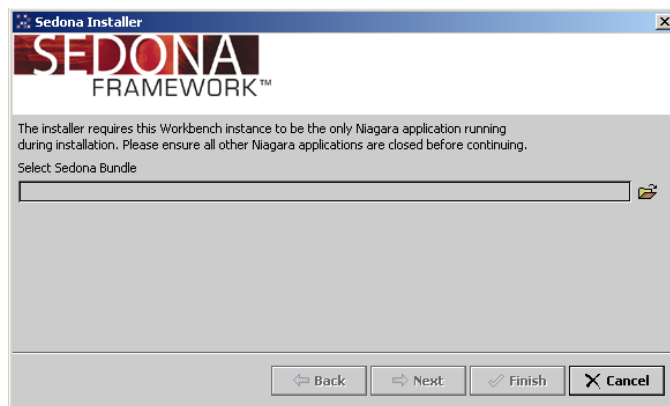 Sedona Installer
SEDONA
FRAMEWORK™
The installer requires this Workbench instance to be the only Niagara application running
during installation. Please ensure all other Niagara applications are closed before continuing.
Select Sedona Bundle
Back Next Finish Cancel